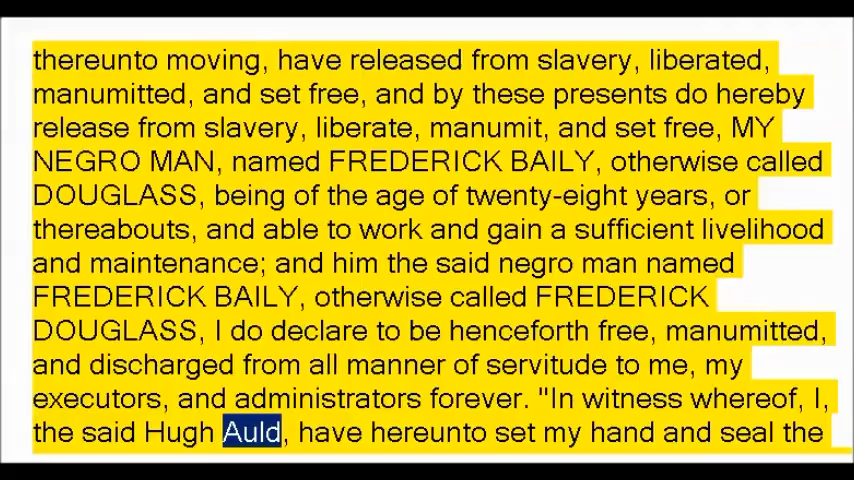 thereunto moving, have released from slavery, liberated,
manumitted, and set free, and by these presents do hereby
release from slavery, liberate, manumit, and set free, MY
NEGRO MAN, named FREDERICK BAILY, otherwise called
DOUGLASS, being of the age of twenty-eight years, or
thereabouts, and able to work and gain a sufficient livelihood
and maintenance; and him the said negro man named
FREDERICK BAILY, otherwise called FREDERICK
DOUGLASS, I do declare to be henceforth free, manumitted,
and discharged from all manner of servitude to me, my
executors, and administrators forever. "In witness whereof, I,
the said Hugh Auld, have hereunto set my hand and seal the